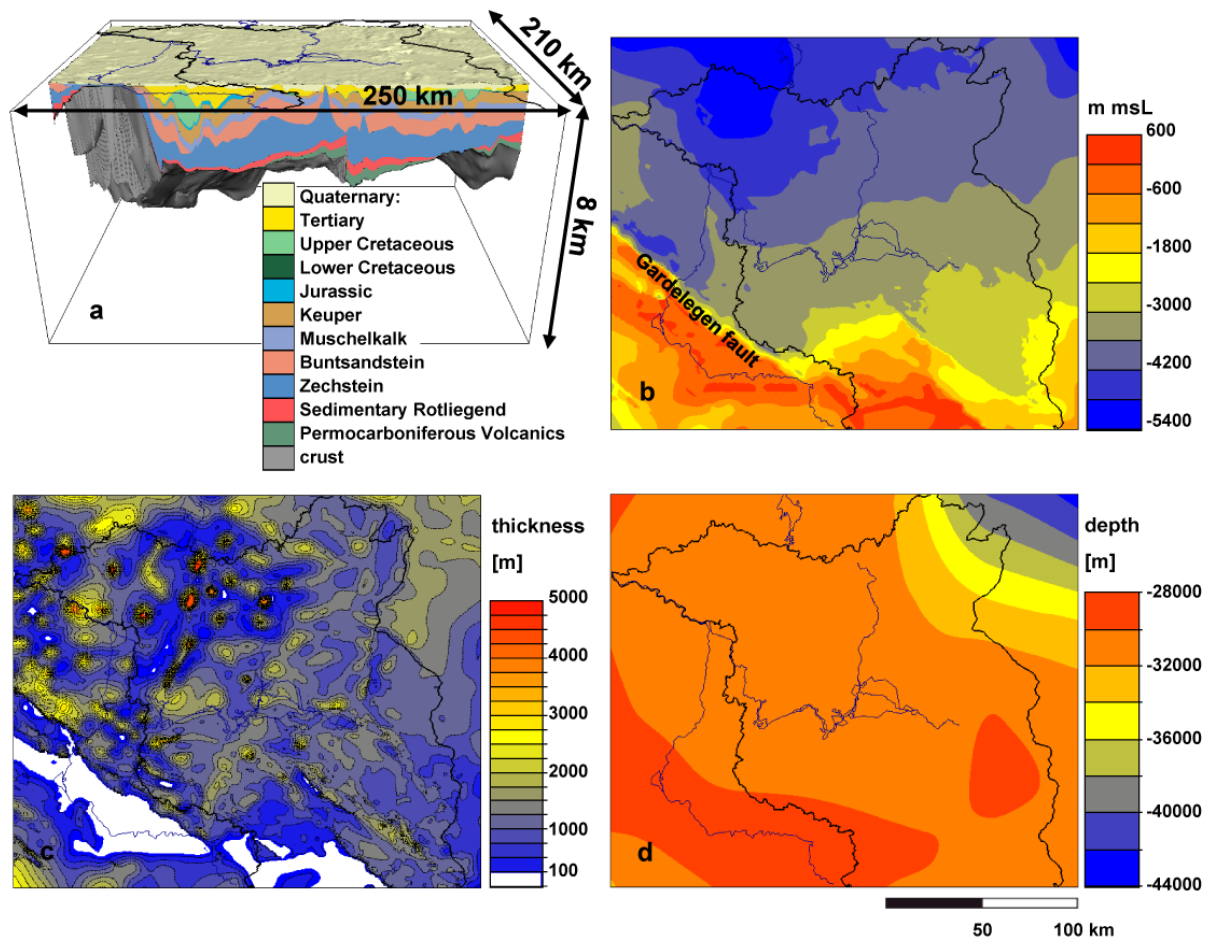 210 km
250 km
8 km
Quaternary:
Tertiary
Upper Cretaceous
Lower Cretaceous
Jurassic
Keuper
Muschelkalk
Buntsandstein
Zechstein
Sedimentary Rotliegend
Permocarboniferous Volcanics
crust
a
m msL
600
-600
-1800
-3000
-4200
-5400
Gardelegen fault
b
thickness
[m]
5000
4000
3000
2000
1000
100
c
depth
[m]
-28000
-32000
-36000
-40000
-44000
d
50 100 km